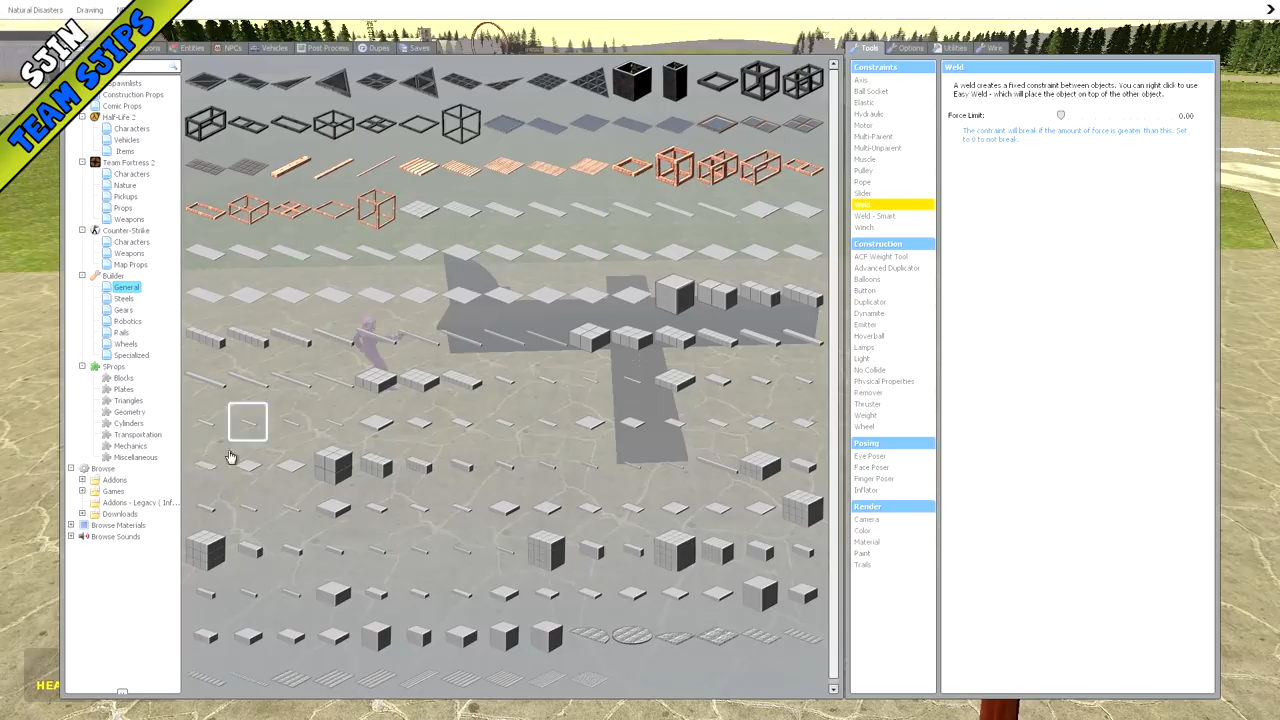 Natural Disasters
Drawing
SJIN
TEAM SJIPS
Entities
NPCs
Vehicles
Post Process
Dupes
Saves
Construction Props
Comic Props
Half-Life 2
Characters
Vehicles
Items
Team Fortress 2
Characters
Nature
Pickups
Props
Weapons
Counter-Strike
Characters
Weapons
Map Props
Builder
General
Steels
Gears
Robotics
Rails
Wheels
Specialized
SProps
Blocks
Plates
Triangles
Geometry
Cylinders
Transportation
Mechanics
Miscellaneous
Browse
Addons
Games
Addons - Legacy ( Inf...
Downloads
Browse Materials
Browse Sounds
Tools
Options
Utilities
Wire
Constraints
Axis
Ball Socket
Elastic
Hydraulic
Motor
Multi-Parent
Multi-Unparent
Muscle
Pulley
Rope
Slider
Weld
Weld - Smart
Winch
Construction
ACF Weight Tool
Advanced Duplicator
Balloons
Button
Duplicator
Dynamite
Emitter
Hoverball
Lamps
Light
No Collide
Physical Properties
Remover
Thruster
Weight
Wheel
Posing
Eye Poser
Face Poser
Finger Poser
Inflator
Render
Camera
Color
Material
Paint
Trails
Weld
A weld creates a fixed constraint between objects. You can right click to use
Easy Weld - which will place the object on top of the other object.
Force Limit:
0.00
The contraint will break if the amount of force is greater than this. Set
to 0 to not break.